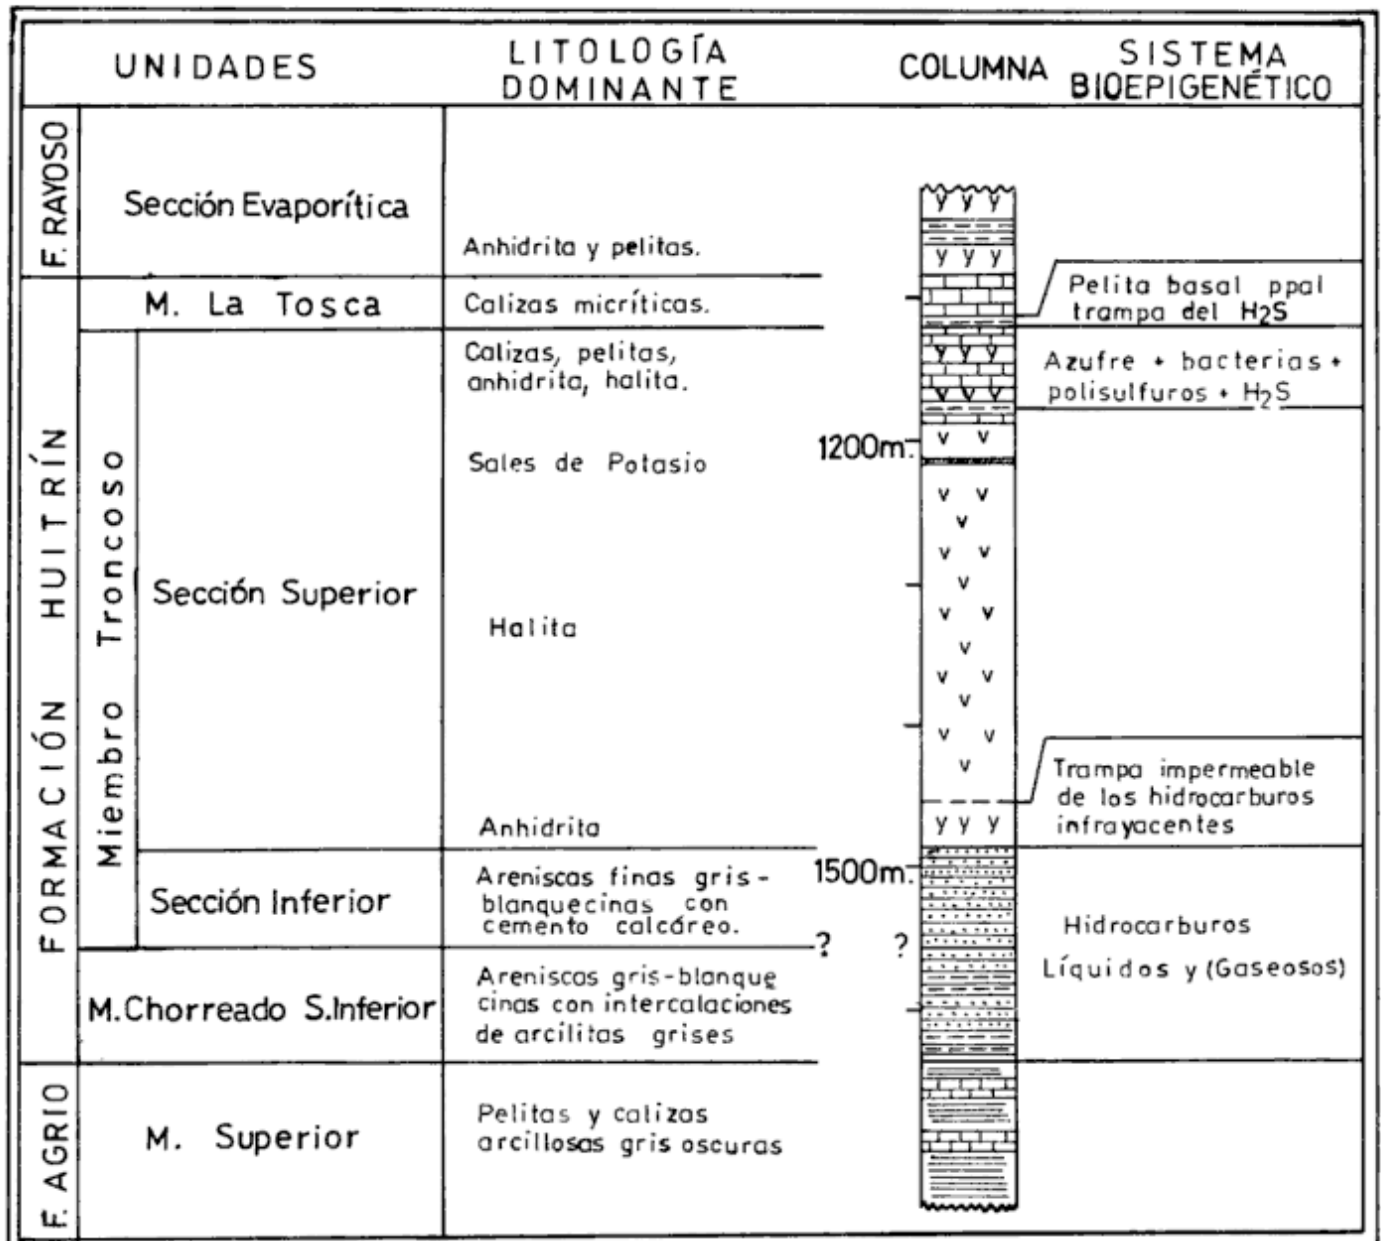 UNIDADES
LITOLOGÍA
DOMINANTE
COLUMNA
SISTEMA
BIOEPIGENÉTICO
F. RAYOSO
Sección Evaporítica
Anhidrita y pelitas.
FORMACIÓN HUITRÍN
M. La Tosca
Calizas micríticas.
Pelita basal ppal
trampa del H2S
Miembro Troncoso
Sección Superior
Calizas, pelitas,
anhidrita, halita.
Azufre + bacterias +
polisulfuros + H2S
1200m.
Sales de Potasio
Halita
Trampa impermeable
de los hidrocarburos
infrayacentes
Anhidrita
Sección Inferior
Areniscas finas gris-
blanquecinas con
cemento calcáreo.
1500m.
? ?
Hidrocarburos
Líquidos y (Gaseosos)
M.Chorreado S.Inferior
Areniscas gris-blanque
cinas con intercalaciones
de arcilitas grises
F. AGRIO
M. Superior
Pelitas y calizas
arcillosas gris oscuras